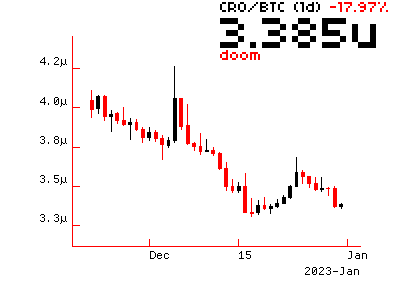 CRO/BTC (1d) -17.97%
3.385u
doom
4.2µ
4.0µ
3.8µ
3.5µ
3.3µ
Dec 15 Jan
2023-Jan